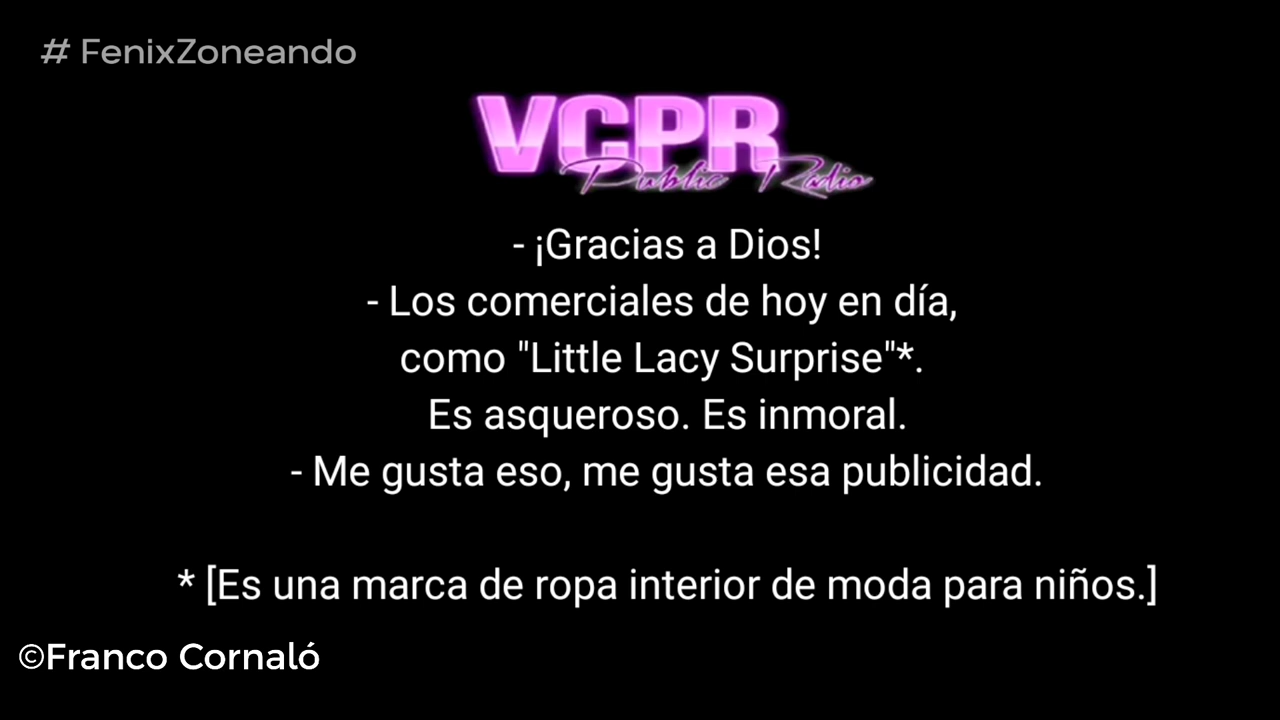 # FenixZoneando
VCPR
Public Radio
- ¡Gracias a Dios!
- Los comerciales de hoy en día,
como "Little Lacy Surprise"*.
Es asqueroso. Es inmoral.
- Me gusta eso, me gusta esa publicidad.
* [Es una marca de ropa interior de moda para niños.]
©Franco Cornaló